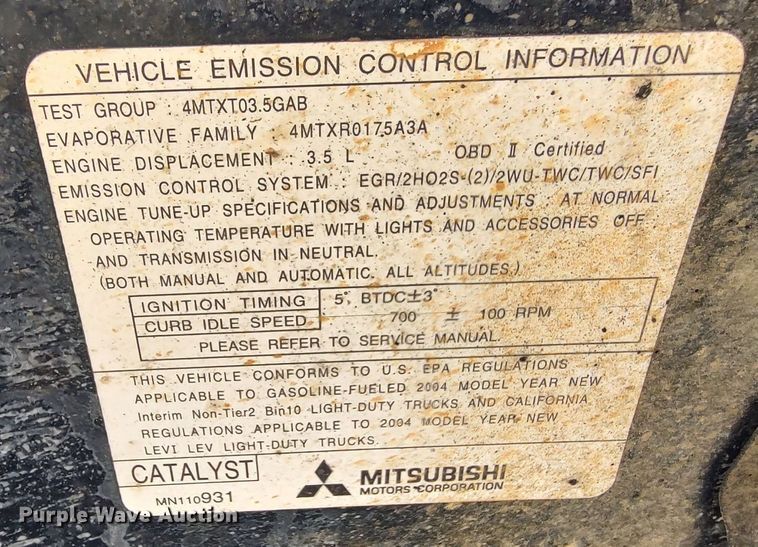 VEHICLE EMISSION CONTROL INFORMATION
TEST GROUP : 4MTXT03.5GAB
EVAPORATIVE FAMILY : 4MTXR0175A3A
ENGINE DISPLACEMENT : 3.5 L OBD Ⅱ Certified
EMISSION CONTROL SYSTEM : EGR/2HO2S-(2)/2WU-TWC/TWC/SFI
ENGINE TUNE-UP SPECIFICATIONS AND ADJUSTMENTS : AT NORMAL
OPERATING TEMPERATURE WITH LIGHTS AND ACCESSORIES OFF
AND TRANSMISSION IN NEUTRAL.
(BOTH MANUAL AND AUTOMATIC. ALL ALTITUDES.)
IGNITION TIMING 5° BTDC±3°
CURB IDLE SPEED 700 ± 100 RPM
PLEASE REFER TO SERVICE MANUAL.
THIS VEHICLE CONFORMS TO U.S. EPA REGULATIONS
APPLICABLE TO GASOLINE-FUELED 2004 MODEL YEAR NEW
Interim Non-Tier2 Bin10 LIGHT-DUTY TRUCKS AND CALIFORNIA
REGULATIONS APPLICABLE TO 2004 MODEL YEAR NEW
LEVI LEV LIGHT-DUTY TRUCKS.
CATALYST
MITSUBISHI
MOTORS CORPORATION
MN110931
Purple Wave Auction